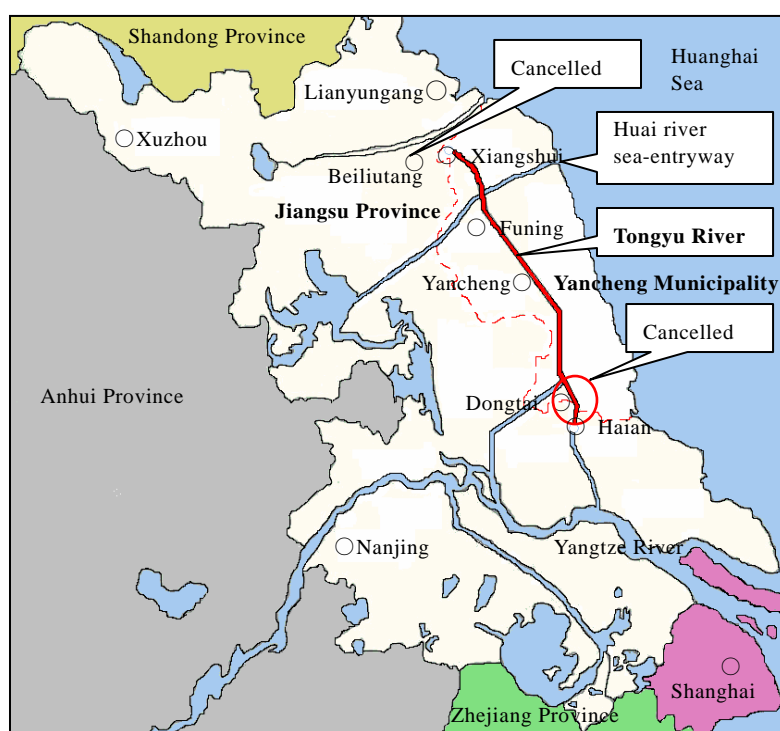 Shandong Province
Huanghai
Sea
Cancelled
Lianyungang
Xuzhou
Huai river
sea-entryway
Xiangshui
Beiliutang
Jiangsu Province
Funing
Tongyu River
Yancheng
Yancheng Municipality
Cancelled
Anhui Province
Dongtai
Haian
Nanjing
Yangtze River
Shanghai
Zhejiang Province